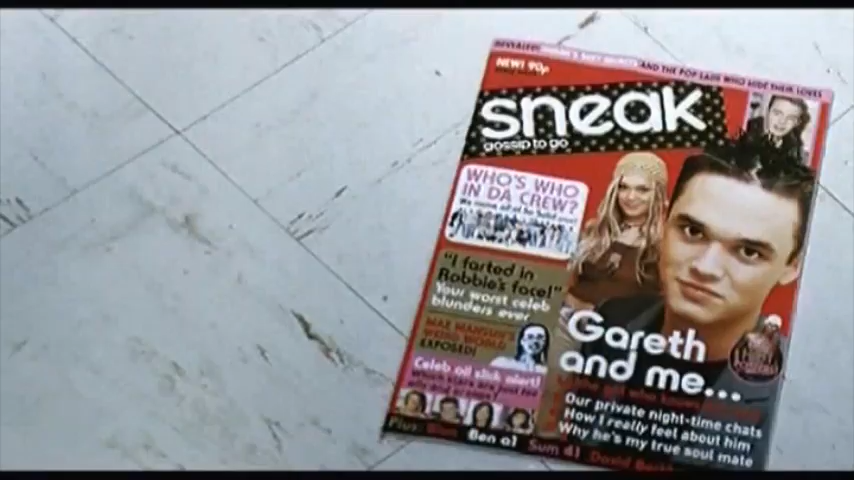 REVEALED!
AND THE POP LADS WHO HIDE THEIR LOVES
NEW! 90p
sneak
gossip to go
WHO'S WHO
IN DA CREW?
"I farted in
Robbie's face!"
Your worst celeb
blunders ever
EXPOSED!
Celeb oil slick alert!
Gareth
and me...
Our private night-time chats
How I really feel about him
Why he's my true soul mate
Plus: Blue Ben a1 Sum 41 David